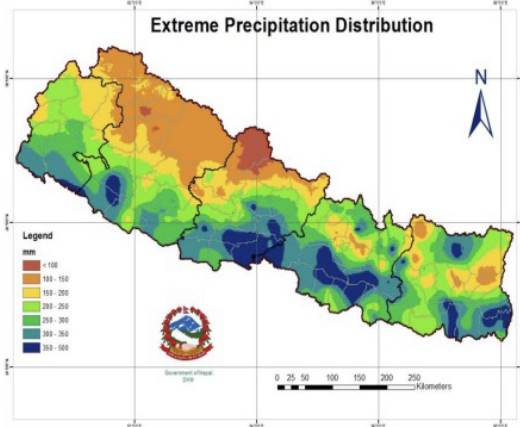 Extreme Precipitation Distribution
N
Legend
mm
< 100
100 - 150
150 - 200
200 - 250
250 - 300
300 - 350
350 - 500
Government of Nepal
DHM
0 25 50 100 150 200 250
Kilometers